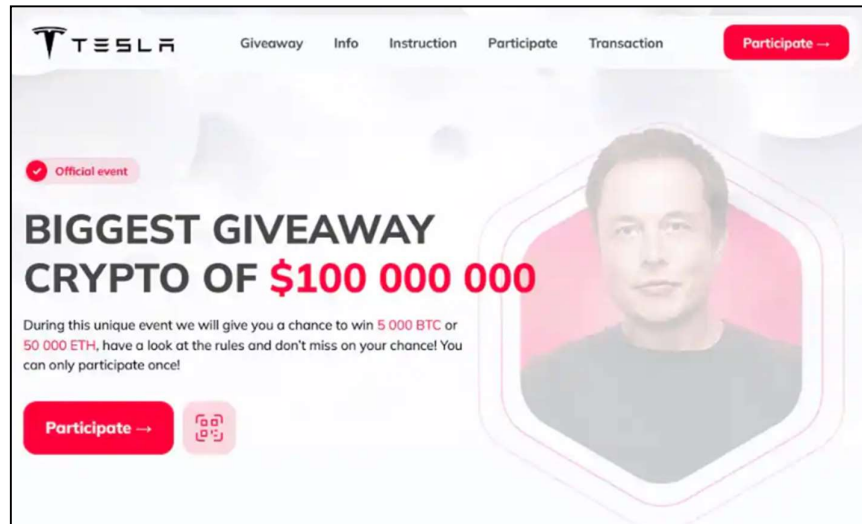 TESLA
Giveaway Info Instruction Participate Transaction Participate →
Official event
BIGGEST GIVEAWAY
CRYPTO OF $100 000 000
During this unique event we will give you a chance to win 5 000 BTC or
50 000 ETH, have a look at the rules and don't miss on your chance! You
can only participate once!
Participate →